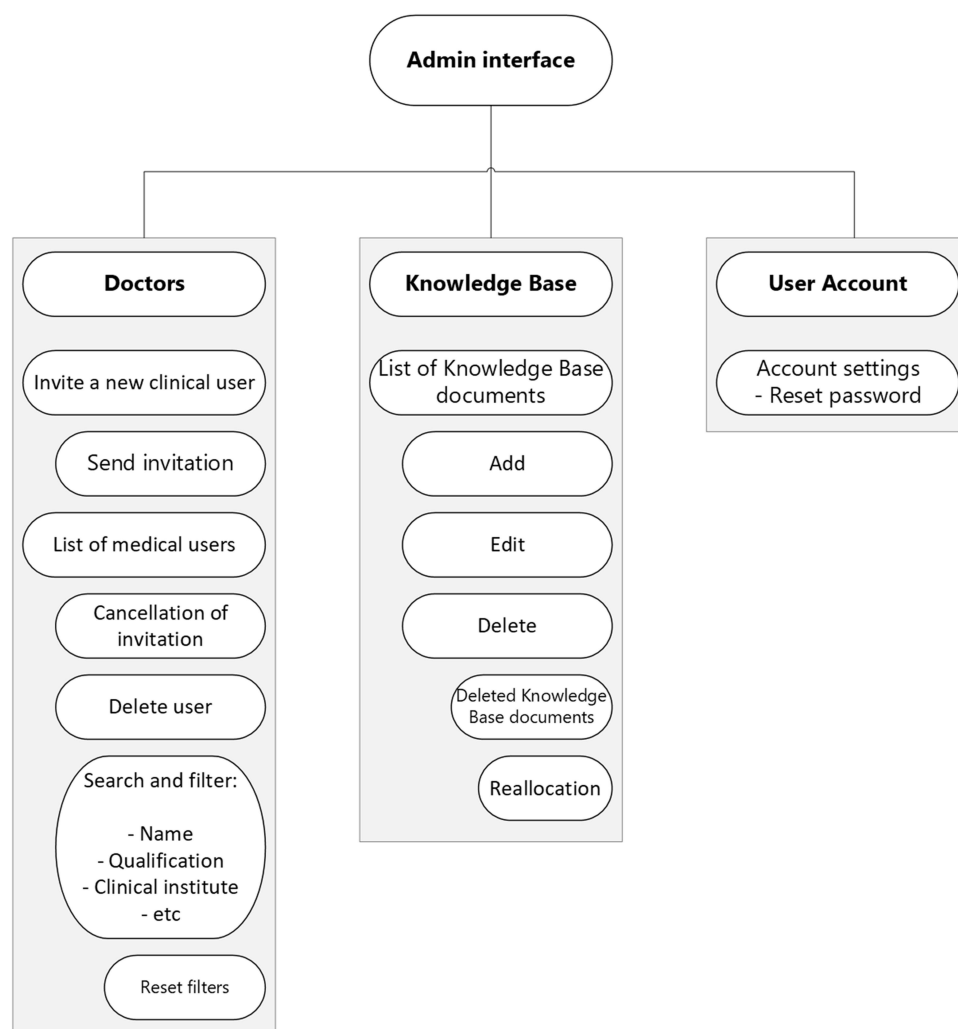 Admin interface
Doctors
Invite a new clinical user
Send invitation
List of medical users
Cancellation of
invitation
Delete user
Search and filter:
- Name
- Qualification
- Clinical institute
- etc
Reset filters
Knowledge Base
List of Knowledge Base
documents
Add
Edit
Delete
Deleted Knowledge
Base documents
Reallocation
User Account
Account settings
- Reset password